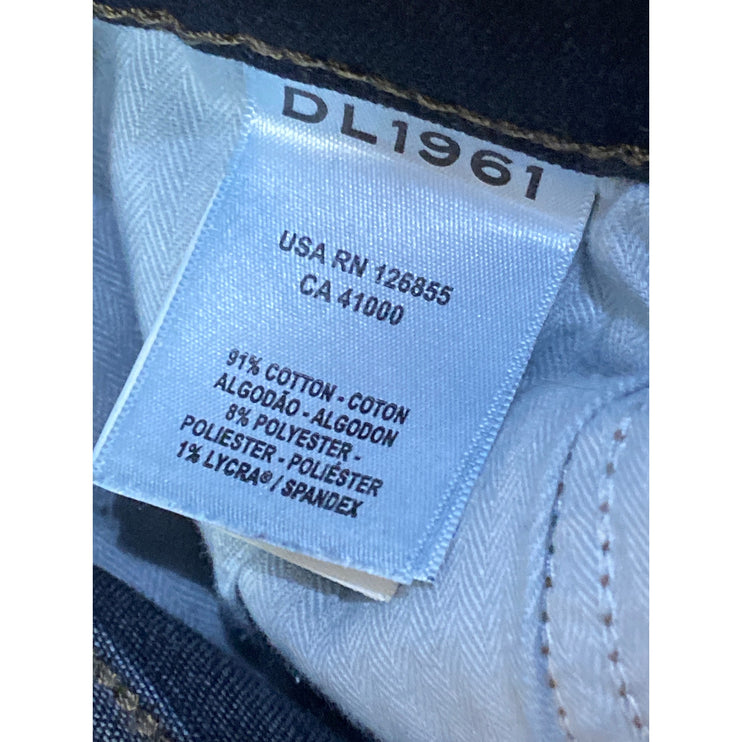 DL1961
USA RN 126855
CA 41000
91% COTTON - COTON
ALGODÃO - ALGODON
8% POLYESTER -
POLIESTER - POLIÉSTER
1% LYCRA® / SPANDEX